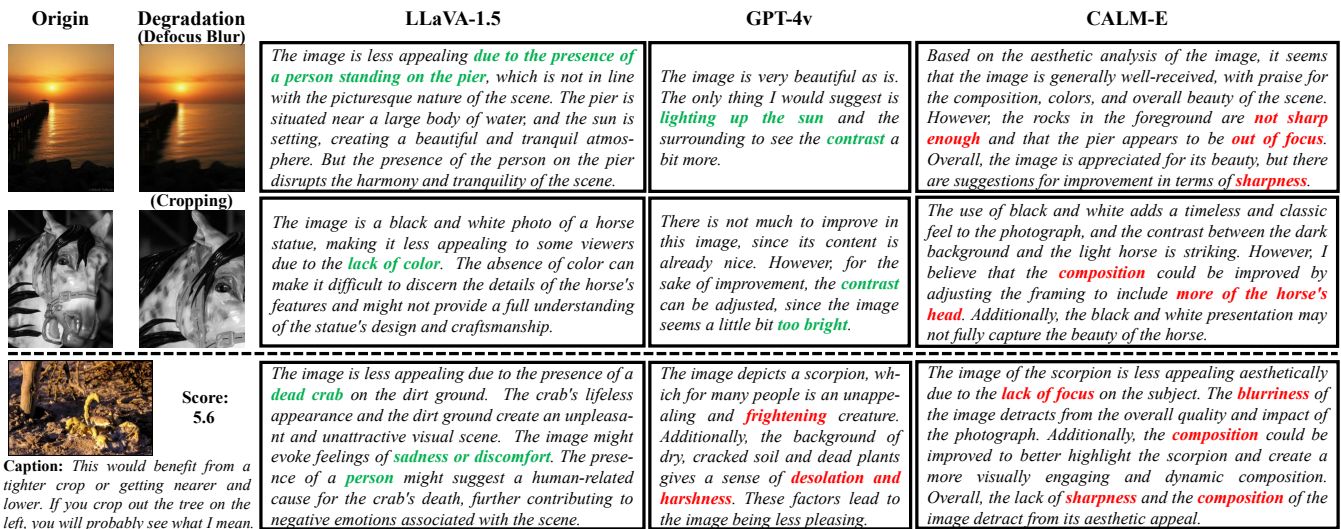 Origin
Degradation
(Defocus Blur)
LLaVA-1.5
GPT-4v
CALM-E
The image is less appealing due to the presence of
a person standing on the pier, which is not in line
with the picturesque nature of the scene. The pier is
situated near a large body of water, and the sun is
setting, creating a beautiful and tranquil atmos-
phere. But the presence of the person on the pier
disrupts the harmony and tranquility of the scene.
The image is very beautiful as is.
The only thing I would suggest is
lighting up the sun and the
surrounding to see the contrast a
bit more.
Based on the aesthetic analysis of the image, it seems
that the image is generally well-received, with praise for
the composition, colors, and overall beauty of the scene.
However, the rocks in the foreground are not sharp
enough and that the pier appears to be out of focus.
Overall, the image is appreciated for its beauty, but there
are suggestions for improvement in terms of sharpness.
(Cropping)
The image is a black and white photo of a horse
statue, making it less appealing to some viewers
due to the lack of color. The absence of color can
make it difficult to discern the details of the horse's
features and might not provide a full understanding
of the statue's design and craftsmanship.
There is not much to improve in
this image, since its content is
already nice. However, for the
sake of improvement, the contrast
can be adjusted, since the image
seems a little bit too bright.
The use of black and white adds a timeless and classic
feel to the photograph, and the contrast between the dark
background and the light horse is striking. However, I
believe that the composition could be improved by
adjusting the framing to include more of the horse's
head. Additionally, the black and white presentation may
not fully capture the beauty of the horse.
Score:
5.6
Caption: This would benefit from a
tighter crop or getting nearer and
lower. If you crop out the tree on the
left, you will probably see what I mean.
The image is less appealing due to the presence of a
dead crab on the dirt ground. The crab's lifeless
appearance and the dirt ground create an unpleasa-
nt and unattractive visual scene. The image might
evoke feelings of sadness or discomfort. The prese-
nce of a person might suggest a human-related
cause for the crab's death, further contributing to
negative emotions associated with the scene.
The image depicts a scorpion, wh-
ich for many people is an unappe-
aling and frightening creature.
Additionally, the background of
dry, cracked soil and dead plants
gives a sense of desolation and
harshness. These factors lead to
the image being less pleasing.
The image of the scorpion is less appealing aesthetically
due to the lack of focus on the subject. The blurriness of
the image detracts from the overall quality and impact of
the photograph. Additionally, the composition could be
improved to better highlight the scorpion and create a
more visually engaging and dynamic composition.
Overall, the lack of sharpness and the composition of the
image detract from its aesthetic appeal.